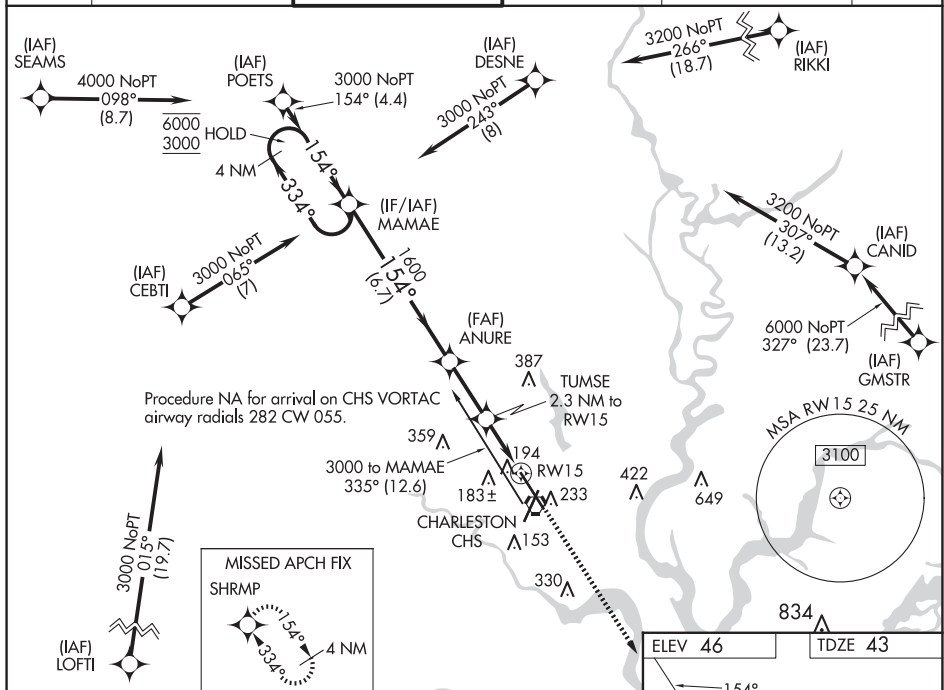 (IAF)
SEAMS
4000 NoPT
098°
(8.7)
(IAF)
POETS
3000 NoPT
154° (4.4)
6000
3000
HOLD
4 NM
154°
334°
(IAF)
DESNE
3000 NoPT
243°
(8)
3200 NoPT
266°
(18.7)
(IAF)
RIKKI
(IF/IAF)
MAMAE
(IAF)
CEBTI
3000 NoPT
065°
(7)
1600
154°
(6.7)
3200 NoPT
307°
(13.2)
(IAF)
CANID
6000 NoPT
327° (23.7)
(IAF)
GMSTR
(FAF)
ANURE
387
TUMSE
2.3 NM to
RW15
Procedure NA for arrival on CHS VORTAC
airway radials 282 CW 055.
359
3000 to MAMAE
335° (12.6)
194
RW15
183±
233
CHARLESTON
CHS
153
330
422
649
MSA RW15 25 NM
3100
3000 NoPT
015°
(19.7)
(IAF)
LOFTI
MISSED APCH FIX
SHRMP
154°
334°
4 NM
834
ELEV 46
TDZE 43
154°